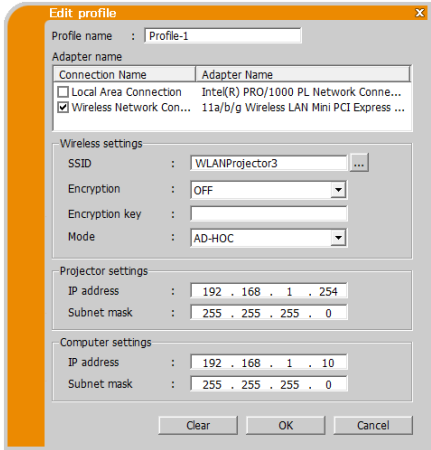 Edit profile
Profile name : Profile-1
Adapter name
Connection Name Adapter Name
Local Area Connection Intel(R) PRO/1000 PL Network Conne...
Wireless Network Con... 11a/b/g Wireless LAN Mini PCI Express ...
Wireless settings
SSID : WLANProjector3 ...
Encryption : OFF
Encryption key :
Mode : AD-HOC
Projector settings
IP address : 192 . 168 . 1 . 254
Subnet mask : 255 . 255 . 255 . 0
Computer settings
IP address : 192 . 168 . 1 . 10
Subnet mask : 255 . 255 . 255 . 0
Clear OK Cancel